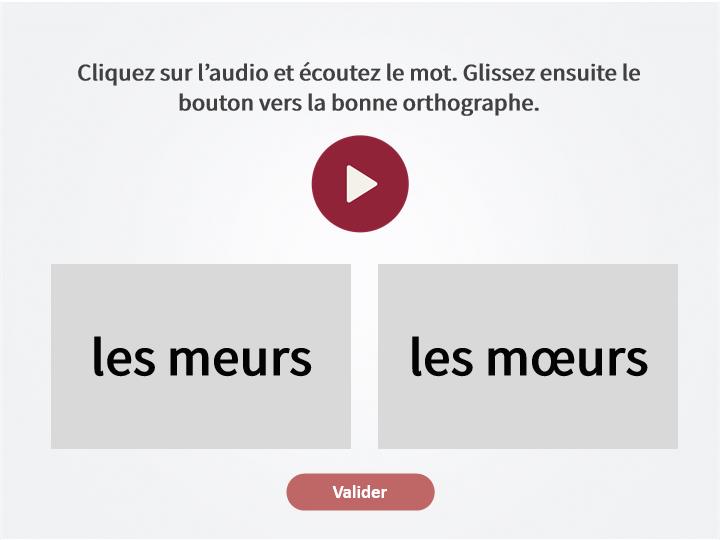 Cliquez sur l’audio et écoutez le mot. Glissez ensuite le
bouton vers la bonne orthographe.
les meurs
les mœurs
Valider